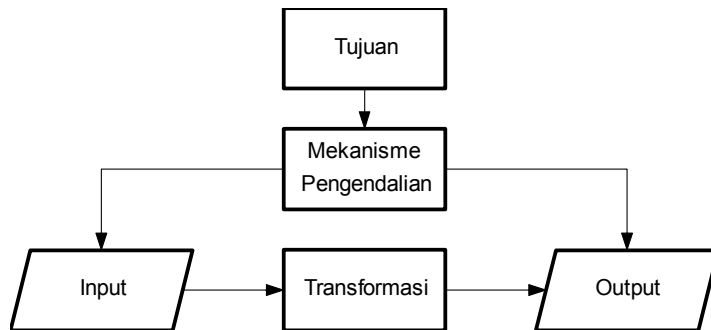 Tujuan
Mekanisme
Pengendalian
Input
Transformasi
Output